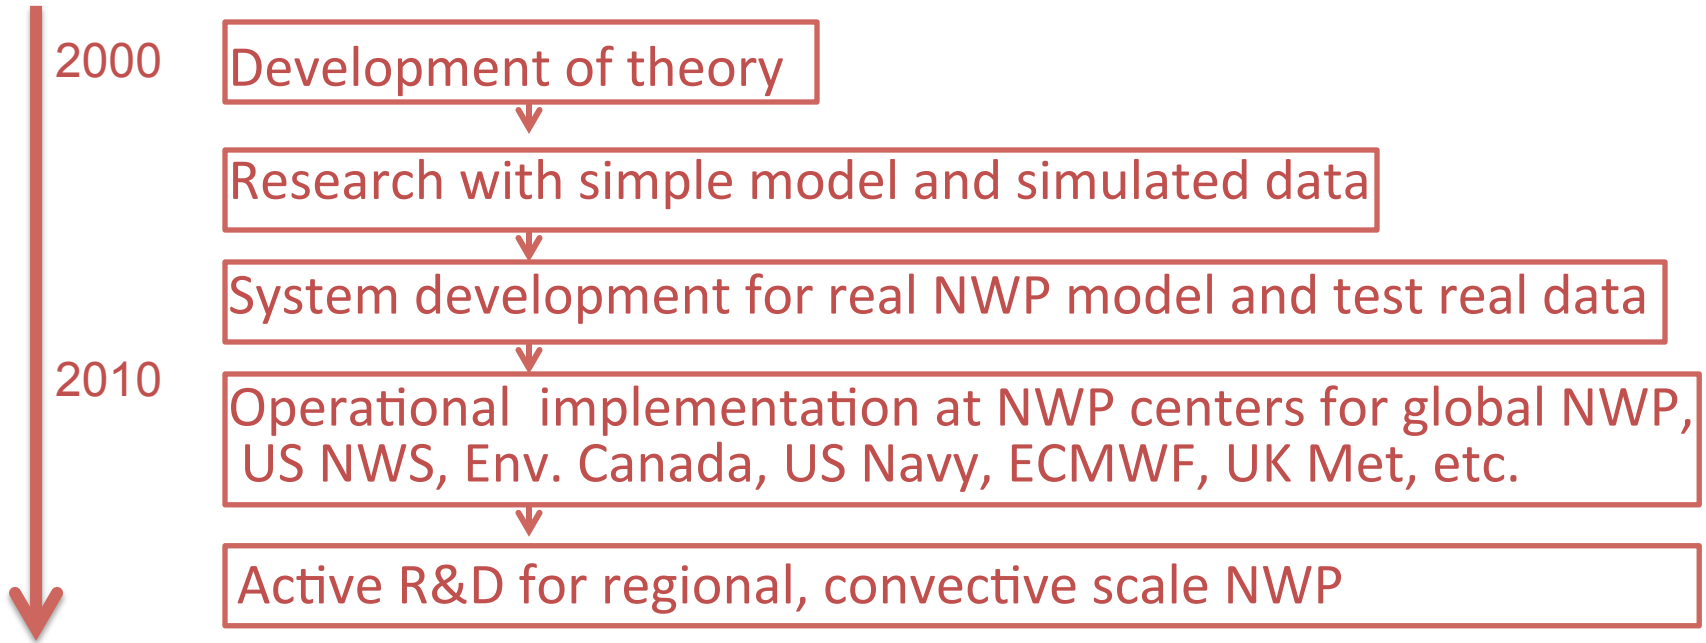 2000
Development of theory
Research with simple model and simulated data
System development for real NWP model and test real data
2010
Operational implementation at NWP centers for global NWP,
US NWS, Env. Canada, US Navy, ECMWF, UK Met, etc.
Active R&D for regional, convective scale NWP